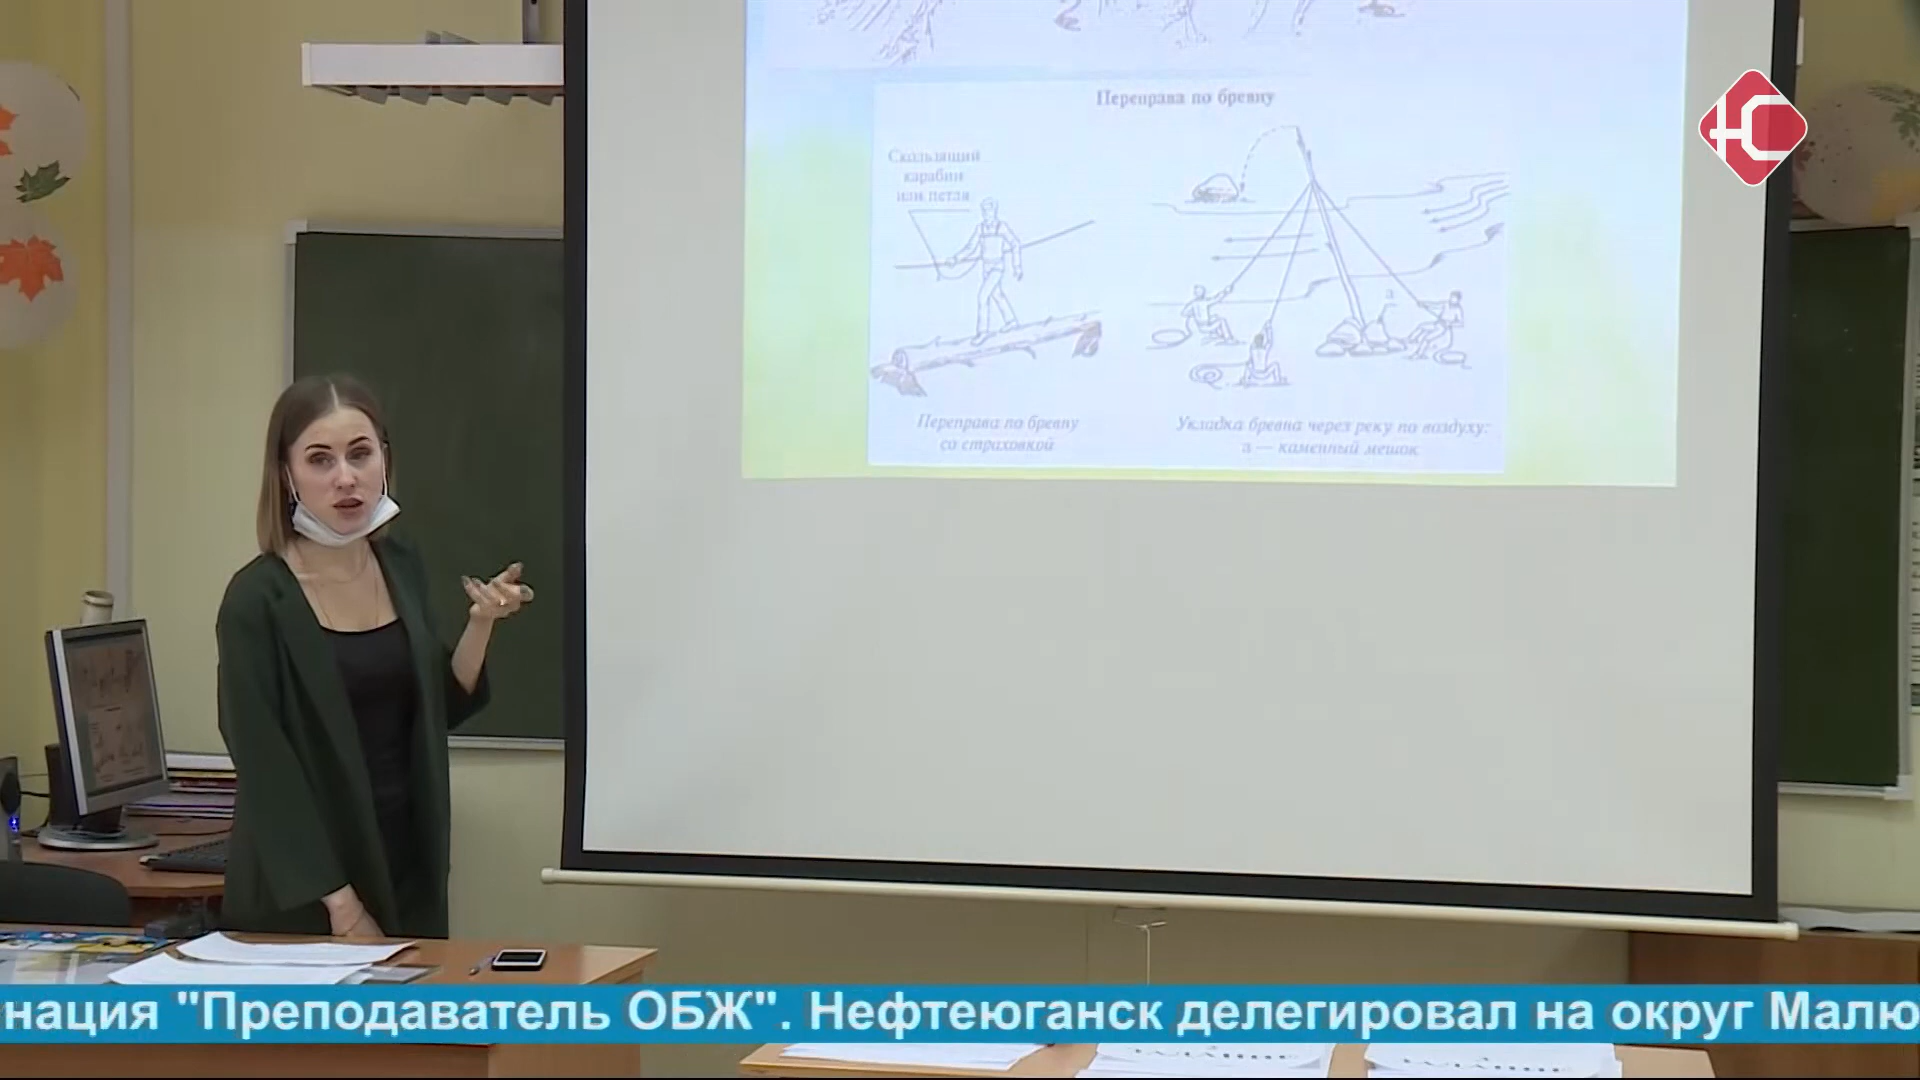 Переправа по бревну
Скользящий
карабин
или петля
а
Переправа по бревну
со страховкой
Укладка бревна через реку по воздуху:
а — каменный мешок
нация "Преподаватель ОБЖ". Нефтеюганск делегировал на округ Малю